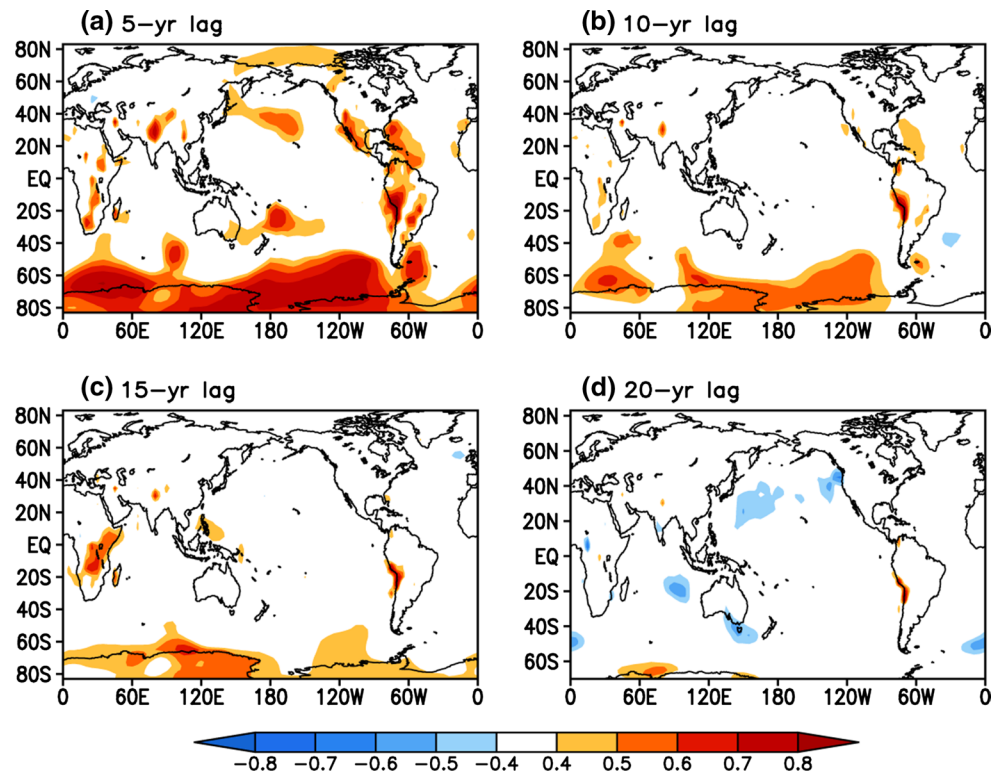 (a) 5-yr lag
(b) 10-yr lag
80N
60N
40N
20N
EQ
20S
40S
60S
80S
0 60E 120E 180 120W 60W 0
80N
60N
40N
20N
EQ
20S
40S
60S
80S
0 60E 120E 180 120W 60W 0
(c) 15-yr lag
(d) 20-yr lag
80N
60N
40N
20N
EQ
20S
40S
60S
80S
0 60E 120E 180 120W 60W 0
80N
60N
40N
20N
EQ
20S
40S
60S
0 60E 120E 180 120W 60W 0
-0.8 -0.7 -0.6 -0.5 -0.4 0.4 0.5 0.6 0.7 0.8